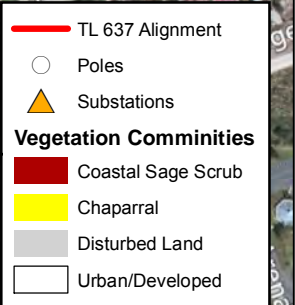 TL 637 Alignment
Poles
Substations
Vegetation Comminities
Coastal Sage Scrub
Chaparral
Disturbed Land
Urban/Developed